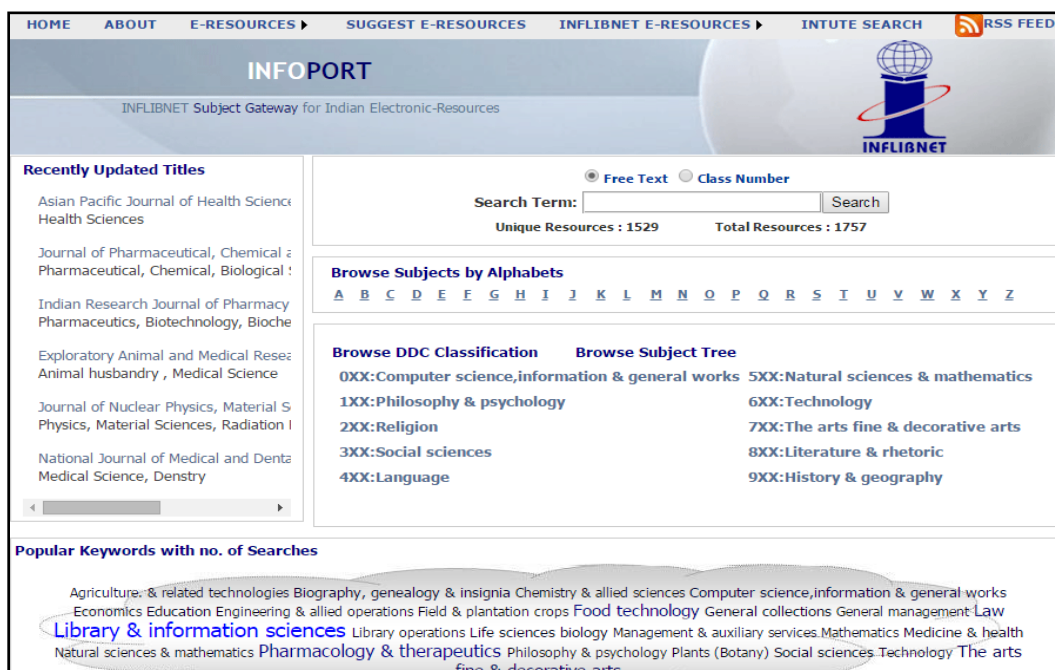 HOME ABOUT E-RESOURCES SUGGEST E-RESOURCES INFLIBNET E-RESOURCES INTUTE SEARCH RSS FEED
INFOPORT
INFLIBNET Subject Gateway for Indian Electronic-Resources
INFLIBNET
Recently Updated Titles
Asian Pacific Journal of Health Science
Health Sciences
Journal of Pharmaceutical, Chemical a
Pharmaceutical, Chemical, Biological S
Indian Research Journal of Pharmacy
Pharmaceutics, Biotechnology, Bioche
Exploratory Animal and Medical Resea
Animal husbandry , Medical Science
Journal of Nuclear Physics, Material S
Physics, Material Sciences, Radiation
National Journal of Medical and Denta
Medical Science, Denstry
Free Text Class Number
Search Term: Search
Unique Resources : 1529 Total Resources : 1757
Browse Subjects by Alphabets
A B C D E F G H I J K L M N O P Q R S T U V W X Y Z
Browse DDC Classification Browse Subject Tree
0XX:Computer science,information & general works 5XX:Natural sciences & mathematics
1XX:Philosophy & psychology 6XX:Technology
2XX:Religion 7XX:The arts fine & decorative arts
3XX:Social sciences 8XX:Literature & rhetoric
4XX:Language 9XX:History & geography
Popular Keywords with no. of Searches
Agriculture. & related technologies Biography, genealogy & insignia Chemistry & allied sciences Computer science,information & general works
Economics Education Engineering & allied operations Field & plantation crops Food technology General collections General management Law
Library & information sciences Library operations Life sciences biology Management & auxiliary services Mathematics Medicine & health
Natural sciences & mathematics Pharmacology & therapeutics Philosophy & psychology Plants (Botany) Social sciences Technology The arts
fine & decorative arts